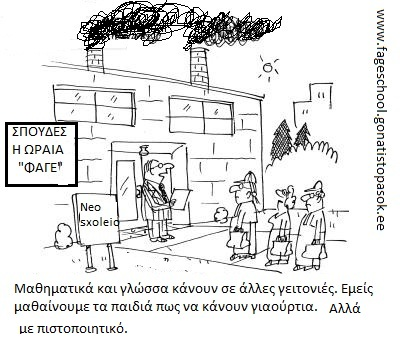 www.fageschool.gonatistopasok.ee
ΣΠΟΥΔΕΣ
Η ΩΡΑΙΑ
"ΦΑΓΕ"
Neo
sxoleio
Μαθηματικά και γλώσσα κάνουν σε άλλες γειτονιές. Εμείς
μαθαίνουμε τα παιδιά πως να κάνουν γιαούρτια. Αλλά
με πιστοποιητικό.